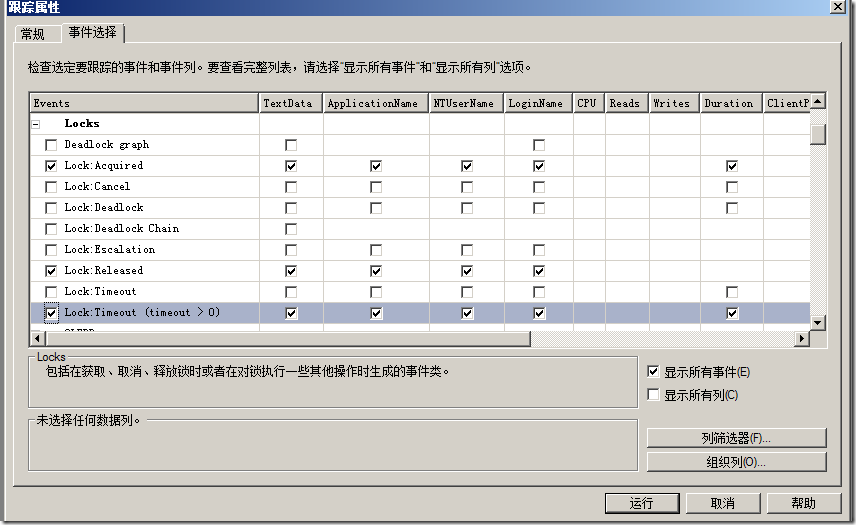 跟踪属性
常规 事件选择
检查选定要跟踪的事件和事件列。要查看完整列表，请选择"显示所有事件"和"显示所有列"选项。
Events TextData ApplicationName NTUserName LoginName CPU Reads Writes Duration ClientP
Locks
Deadlock graph
Lock:Acquired
Lock:Cancel
Lock:Deadlock
Lock:Deadlock Chain
Lock:Escalation
Lock:Released
Lock:Timeout
Lock:Timeout (timeout > 0)
Locks
包括在获取、取消、释放锁时或者在对锁执行一些其他操作时生成的事件类。
显示所有事件(E)
显示所有列(C)
未选择任何数据列。
列筛选器(F)...
组织列(O)...
运行 取消 帮助